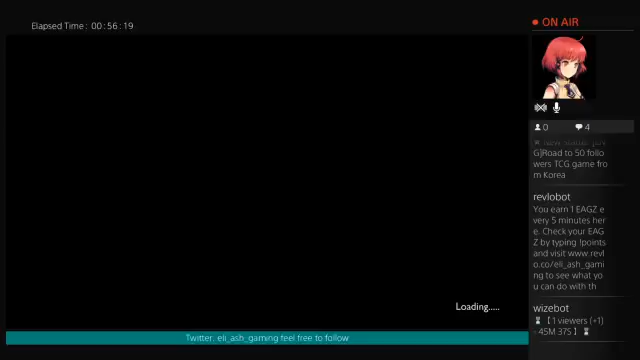 Elapsed Time : 00:56:19
ON AIR
0
4
G]Road to 50 follo
wers TCG game fro
m Korea
revlobot
You earn 1 EAGZ e
very 5 minutes her
e. Check your EAG
Z by typing !points
and visit www.revl
o.co/eli_ash_gami
ng to see what yo
u can do with th
Loading.....
wizebot
【 1 viewers (+1)
- 45M 37S 】
Twitter: eli_ash_gaming feel free to follow